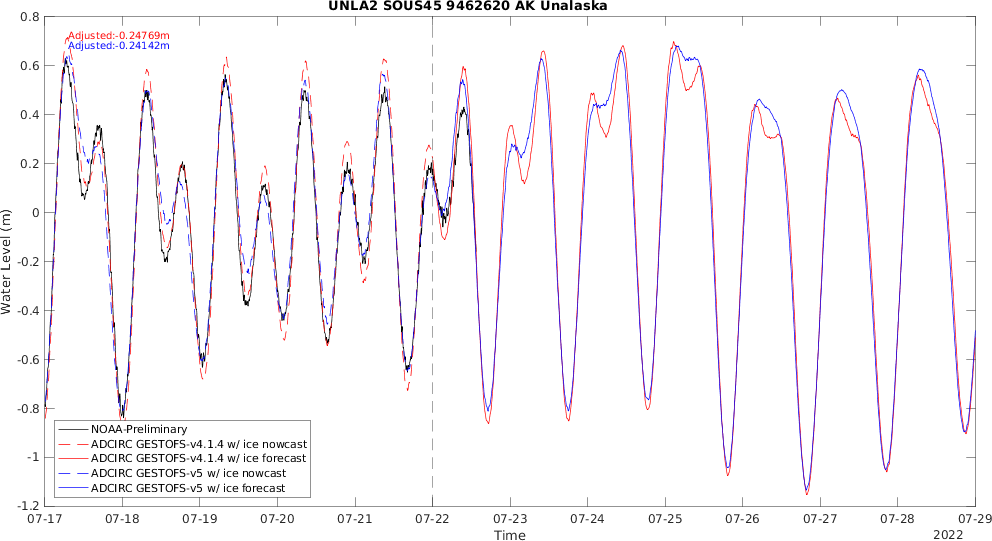 UNLA2 SOUS45 9462620 AK Unalaska
Adjusted:-0.24769m
Adjusted:-0.24142m
0.8
0.6
0.4
0.2
0
-0.2
-0.4
-0.6
-0.8
-1
-1.2
Water Level (m)
NOAA-Preliminary
ADCIRC GESTOFS-v4.1.4 w/ ice nowcast
ADCIRC GESTOFS-v4.1.4 w/ ice forecast
ADCIRC GESTOFS-v5 w/ ice nowcast
ADCIRC GESTOFS-v5 w/ ice forecast
07-17 07-18 07-19 07-20 07-21 07-22 07-23 07-24 07-25 07-26 07-27 07-28 07-29
Time
2022